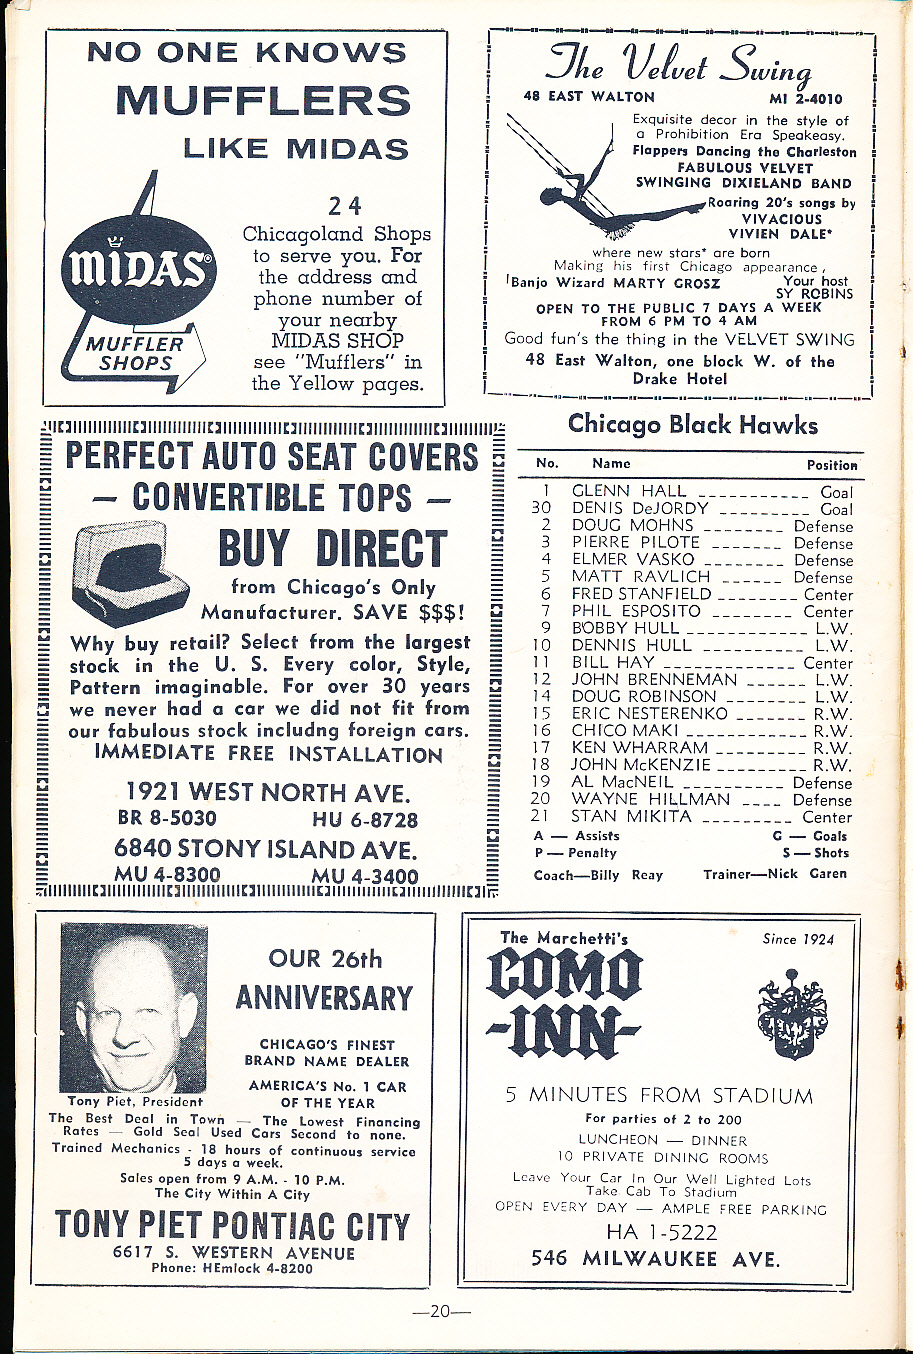 NO ONE KNOWS
MUFFLERS
LIKE MIDAS
24
Chicagoland Shops
to serve you. For
the address and
phone number of
your nearby
MIDAS SHOP
see "Mufflers" in
the Yellow pages.
MiDAS®
MUFFLER
SHOPS
The Velvet Swing
48 EAST WALTON MI 2-4010
Exquisite decor in the style of
a Prohibition Era Speakeasy.
Flappers Dancing the Charleston
FABULOUS VELVET
SWINGING DIXIELAND BAND
Roaring 20's songs by
VIVACIOUS
VIVIEN DALE*
where new stars* are born
Making his first Chicago appearance,
Banjo Wizard MARTY GROSZ Your host
SY ROBINS
OPEN TO THE PUBLIC 7 DAYS A WEEK
FROM 6 PM TO 4 AM
Good fun's the thing in the VELVET SWING
48 East Walton, one block W. of the
Drake Hotel
PERFECT AUTO SEAT COVERS
— CONVERTIBLE TOPS —
BUY DIRECT
from Chicago's Only
Manufacturer. SAVE $$$!
Why buy retail? Select from the largest
stock in the U. S. Every color, Style,
Pattern imaginable. For over 30 years
we never had a car we did not fit from
our fabulous stock includng foreign cars.
IMMEDIATE FREE INSTALLATION
1921 WEST NORTH AVE.
BR 8-5030 HU 6-8728
6840 STONY ISLAND AVE.
MU 4-8300 MU 4-3400
Chicago Black Hawks
No. Name Position
1 GLENN HALL ----------- Goal
30 DENIS DeJORDY --------- Goal
2 DOUG MOHNS -------- Defense
3 PIERRE PILOTE ------- Defense
4 ELMER VASKO -------- Defense
5 MATT RAVLICH ------ Defense
6 FRED STANFIELD -------- Center
7 PHIL ESPOSITO --------- Center
9 BOBBY HULL ------------ L.W.
10 DENNIS HULL ----------- L.W.
11 BILL HAY ------------- Center
12 JOHN BRENNEMAN ------ L.W.
14 DOUG ROBINSON -------- L.W.
15 ERIC NESTERENKO ------- R.W.
16 CHICO MAKI ------------ R.W.
17 KEN WHARRAM --------- R.W.
18 JOHN McKENZIE --------- R.W.
19 AL MacNEIL ---------- Defense
20 WAYNE HILLMAN ---- Defense
21 STAN MIKITA --------- Center
A — Assists G — Goals
P — Penalty S — Shots
Coach—Billy Reay Trainer—Nick Garen
OUR 26th
ANNIVERSARY
CHICAGO'S FINEST
BRAND NAME DEALER
AMERICA'S No. 1 CAR
OF THE YEAR
Tony Piet, President
The Best Deal in Town — The Lowest Financing
Rates — Gold Seal Used Cars Second to none.
Trained Mechanics - 18 hours of continuous service
5 days a week.
Sales open from 9 A.M. - 10 P.M.
The City Within A City
TONY PIET PONTIAC CITY
6617 S. WESTERN AVENUE
Phone: HEmlock 4-8200
The Marchetti's Since 1924
COMO
-INN-
5 MINUTES FROM STADIUM
For parties of 2 to 200
LUNCHEON — DINNER
10 PRIVATE DINING ROOMS
Leave Your Car In Our Well Lighted Lots
Take Cab To Stadium
OPEN EVERY DAY — AMPLE FREE PARKING
HA 1-5222
546 MILWAUKEE AVE.
—20—